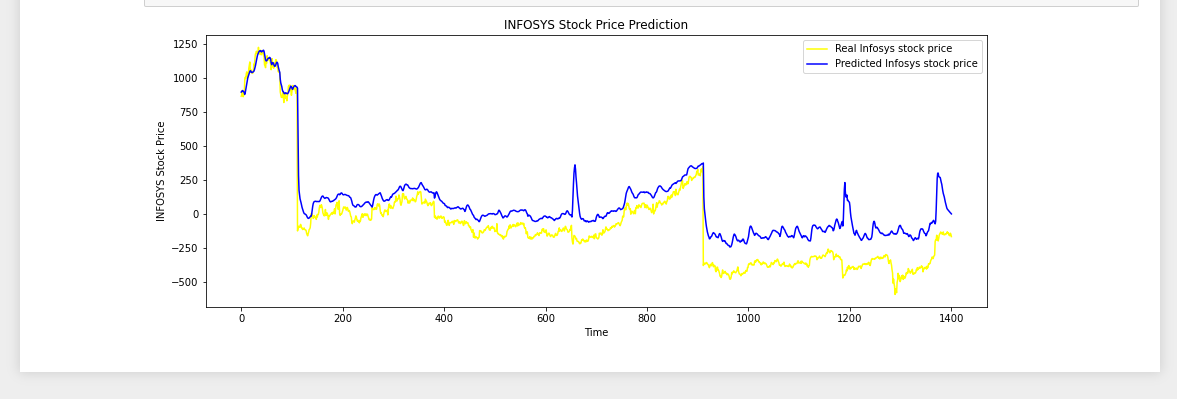 INFOSYS Stock Price Prediction
Real Infosys stock price
Predicted Infosys stock price
INFOSYS Stock Price
1250
1000
750
500
250
0
−250
−500
0 200 400 600 800 1000 1200 1400
Time